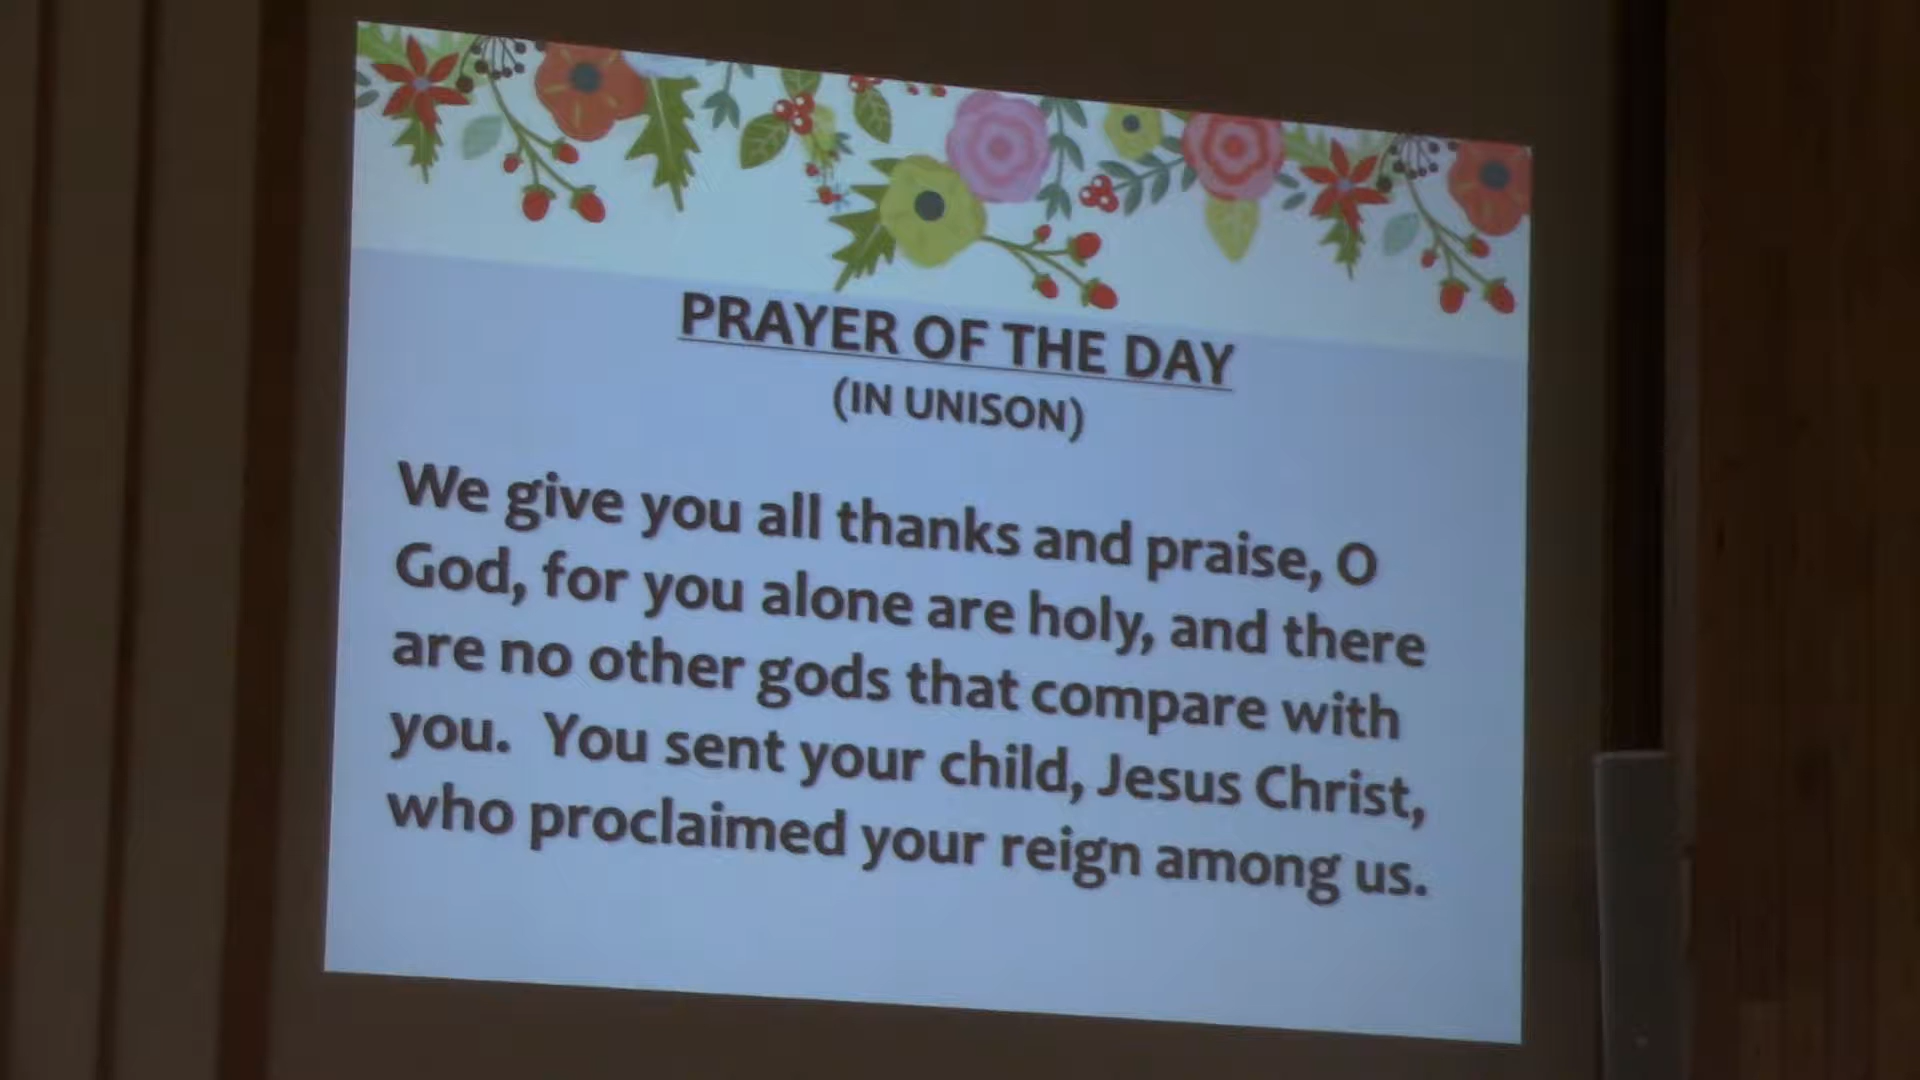 PRAYER OF THE DAY
(IN UNISON)
We give you all thanks and praise, O
God, for you alone are holy, and there
are no other gods that compare with
you. You sent your child, Jesus Christ,
who proclaimed your reign among us.